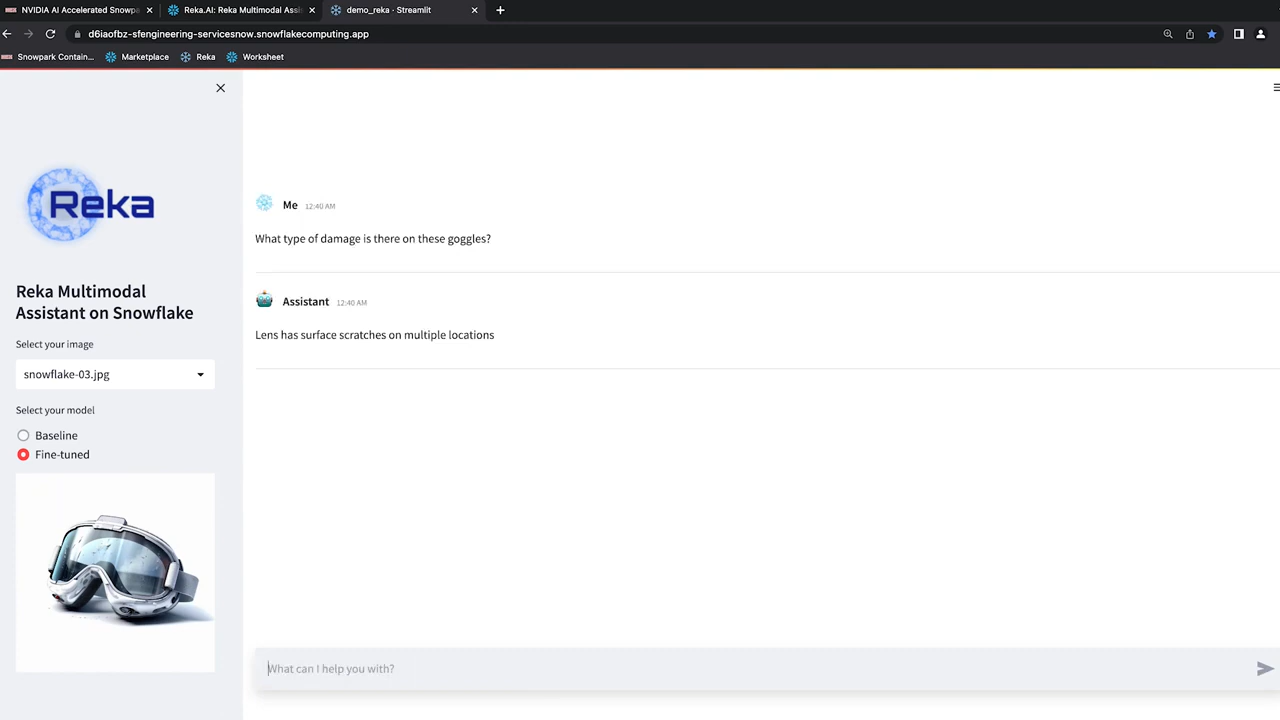 NVIDIA AI Accelerated Snowpa
Reka.AI: Reka Multimodal Assis
demo_reka · Streamlit
d6iaofbz-sfengineering-servicesnow.snowflakecomputing.app
Snowpark Contain...
Marketplace
Reka
Worksheet
Reka
Reka Multimodal
Assistant on Snowflake
Select your image
snowflake-03.jpg
Select your model
Baseline
Fine-tuned
Me 12:40 AM
What type of damage is there on these goggles?
Assistant 12:40 AM
Lens has surface scratches on multiple locations
What can I help you with?